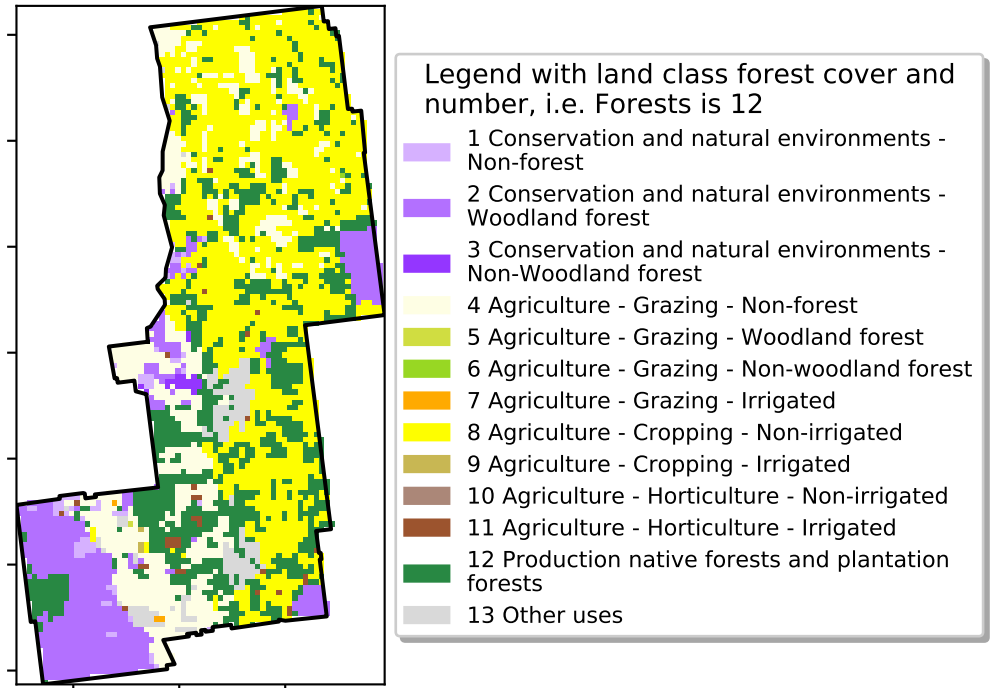 Legend with land class forest cover and
number, i.e. Forests is 12
1 Conservation and natural environments -
Non-forest
2 Conservation and natural environments -
Woodland forest
3 Conservation and natural environments -
Non-Woodland forest
4 Agriculture - Grazing - Non-forest
5 Agriculture - Grazing - Woodland forest
6 Agriculture - Grazing - Non-woodland forest
7 Agriculture - Grazing - Irrigated
8 Agriculture - Cropping - Non-irrigated
9 Agriculture - Cropping - Irrigated
10 Agriculture - Horticulture - Non-irrigated
11 Agriculture - Horticulture - Irrigated
12 Production native forests and plantation
forests
13 Other uses